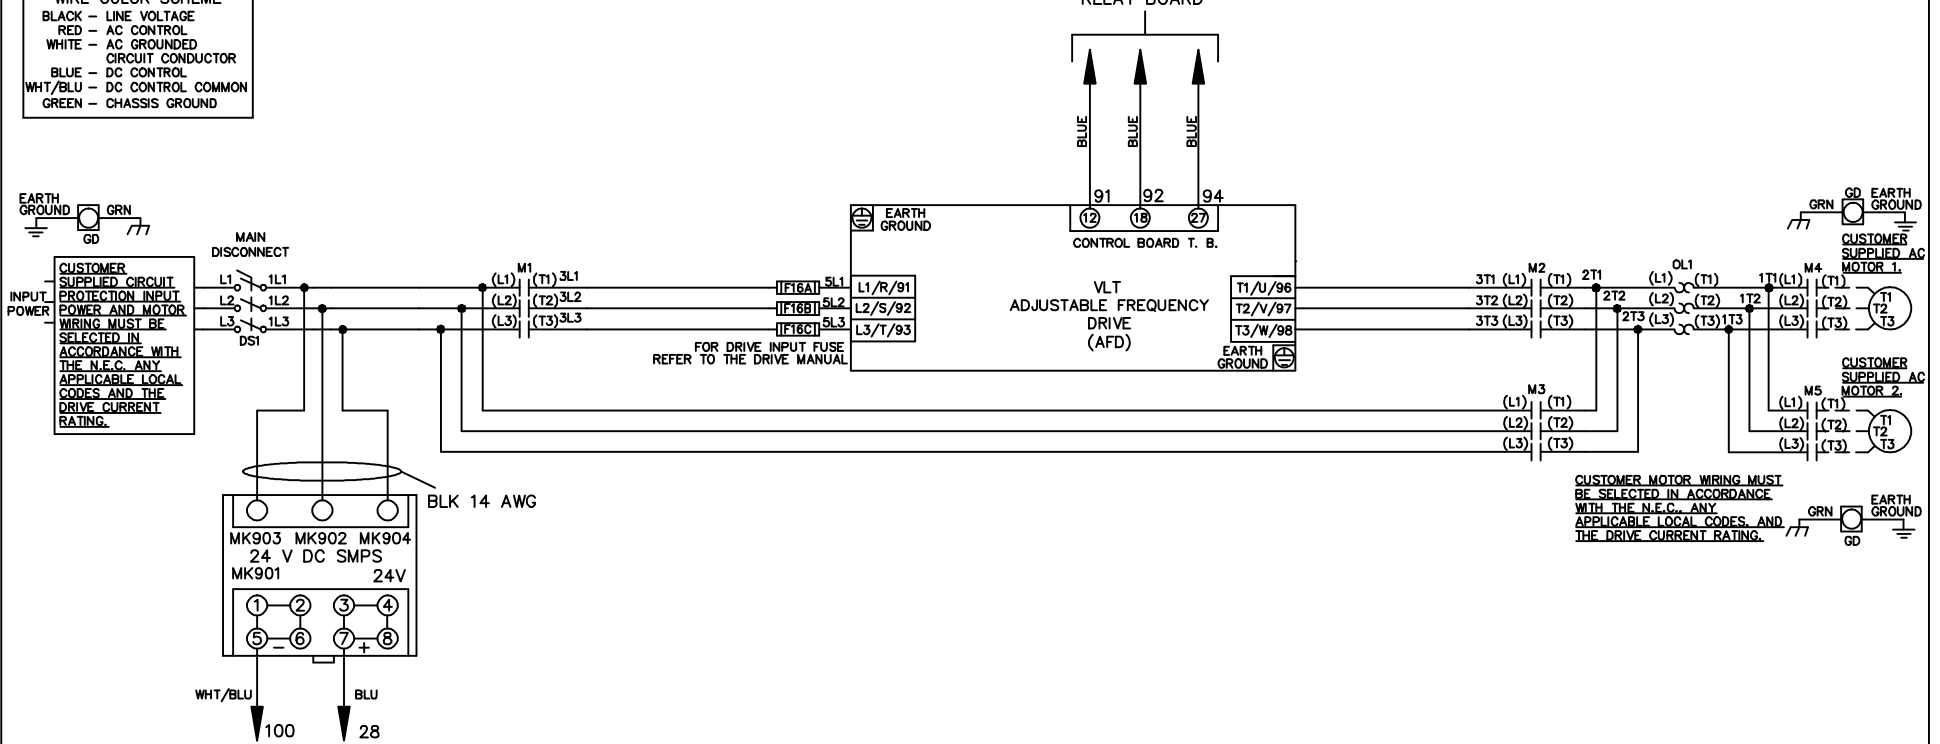 WIRE COLOR SCHEME
BLACK – LINE VOLTAGE
RED – AC CONTROL
WHITE – AC GROUNDED
CIRCUIT CONDUCTOR
BLUE – DC CONTROL
WHT/BLU – DC CONTROL COMMON
GREEN – CHASSIS GROUND
RELAY BOARD
BLUE
BLUE
BLUE
91 92 94
12 18 27
CONTROL BOARD T. B.
EARTH
GROUND
GRN
GD
MAIN
DISCONNECT
INPUT
POWER
CUSTOMER
SUPPLIED CIRCUIT
PROTECTION INPUT
POWER AND MOTOR
WIRING MUST BE
SELECTED IN
ACCORDANCE WITH
THE N.E.C. ANY
APPLICABLE LOCAL
CODES AND THE
DRIVE CURRENT
RATING.
L1 1L1
L2 1L2
L3 1L3
DS1
M1
(L1) (T1) 3L1
(L2) (T2) 3L2
(L3) (T3) 3L3
F16A 5L1
F16B 5L2
F16C 5L3
FOR DRIVE INPUT FUSE
REFER TO THE DRIVE MANUAL
EARTH
GROUND
L1/R/91
L2/S/92
L3/T/93
VLT
ADJUSTABLE FREQUENCY
DRIVE
(AFD)
T1/U/96
T2/V/97
T3/W/98
EARTH
GROUND
M2
3T1 (L1) (T1) 2T1
3T2 (L2) (T2) 2T2
3T3 (L3) (T3) 2T3
OL1
(L1) (T1) 1T1
(L2) (T2) 1T2
(L3) (T3) 1T3
GRN
GD
EARTH
GROUND
CUSTOMER
SUPPLIED AC
MOTOR 1.
M4
(L1) (T1)
(L2) (T2)
(L3) (T3)
T1
T2
T3
M3
(L1) (T1)
(L2) (T2)
(L3) (T3)
CUSTOMER
SUPPLIED AC
MOTOR 2.
M5
(L1) (T1)
(L2) (T2)
(L3) (T3)
T1
T2
T3
CUSTOMER MOTOR WIRING MUST
BE SELECTED IN ACCORDANCE
WITH THE N.E.C., ANY
APPLICABLE LOCAL CODES, AND
THE DRIVE CURRENT RATING.
GRN
GD
EARTH
GROUND
BLK 14 AWG
MK903 MK902 MK904
24 V DC SMPS
MK901 24V
1 2 3 4
5 6 7 8
– +
WHT/BLU BLU
100 28